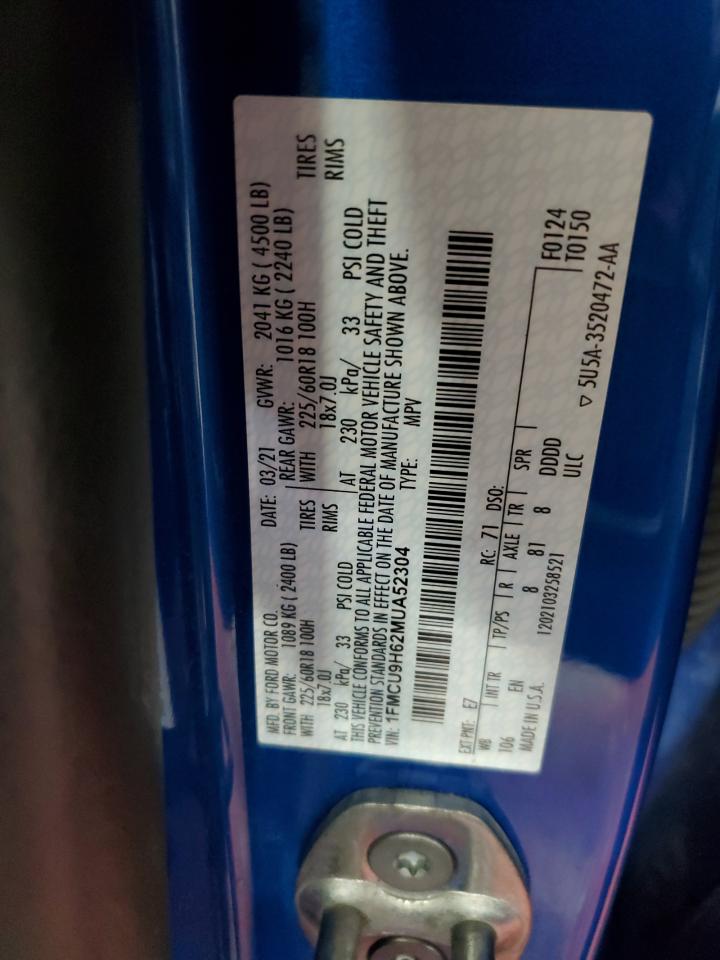 MFD. BY FORD MOTOR CO. DATE: 03/21 GVWR: 2041 KG ( 4500 LB)
FRONT GAWR: 1089 KG ( 2400 LB) REAR GAWR: 1016 KG ( 2240 LB)
WITH 225/60R18 100H TIRES WITH 225/60R18 100H TIRES
18x7.0J RIMS 18x7.0J RIMS
AT 230 kPa/ 33 PSI COLD AT 230 kPa/ 33 PSI COLD
THIS VEHICLE CONFORMS TO ALL APPLICABLE FEDERAL MOTOR VEHICLE SAFETY AND THEFT
PREVENTION STANDARDS IN EFFECT ON THE DATE OF MANUFACTURE SHOWN ABOVE.
VIN: 1FMCU9H62MUA52304 TYPE: MPV
EXT PNT: E7 RC: 71 DSO:
WB INT TR TP/PS R AXLE TR SPR F0124
106 EN 8 81 8 DDDD T0150
MADE IN U.S.A. 1202103258521 ULC ▽ 5U5A-3520472-AA